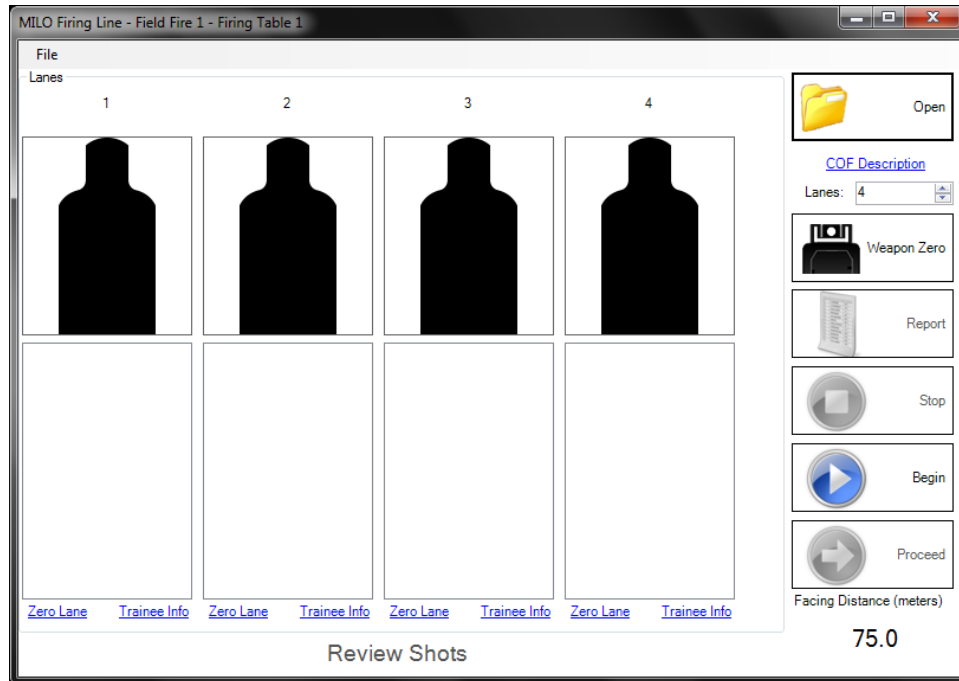 MILO Firing Line - Field Fire 1 - Firing Table 1
File
Lanes
1 2 3 4
Zero Lane Trainee Info Zero Lane Trainee Info Zero Lane Trainee Info Zero Lane Trainee Info
Review Shots
Open
COF Description
Lanes: 4
Weapon Zero
Report
Stop
Begin
Proceed
Facing Distance (meters)
75.0